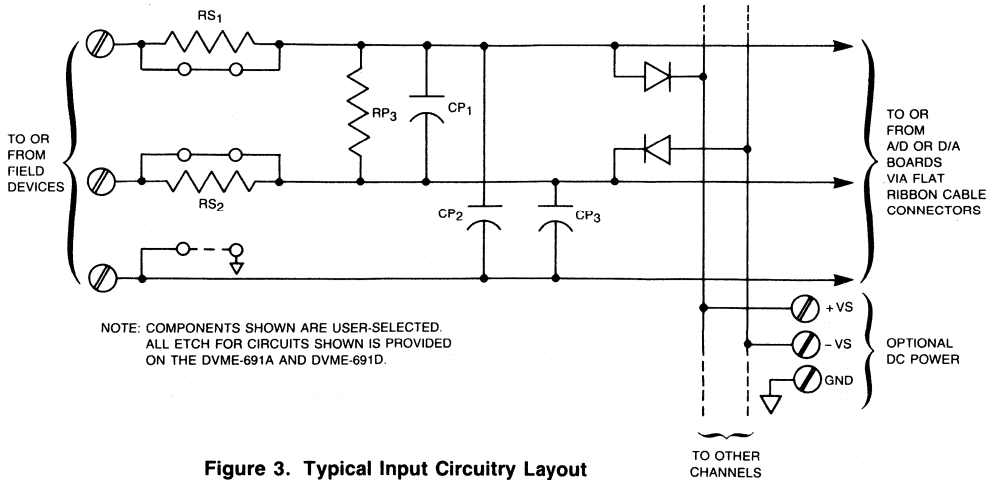 RS1
RP3
CP1
TO OR
FROM
FIELD
DEVICES
RS2
CP2
CP3
TO OR
FROM
A/D OR D/A
BOARDS
VIA FLAT
RIBBON CABLE
CONNECTORS
NOTE: COMPONENTS SHOWN ARE USER-SELECTED.
ALL ETCH FOR CIRCUITS SHOWN IS PROVIDED
ON THE DVME-691A AND DVME-691D.
+VS
-VS
GND
OPTIONAL
DC POWER
TO OTHER
CHANNELS
Figure 3. Typical Input Circuitry Layout